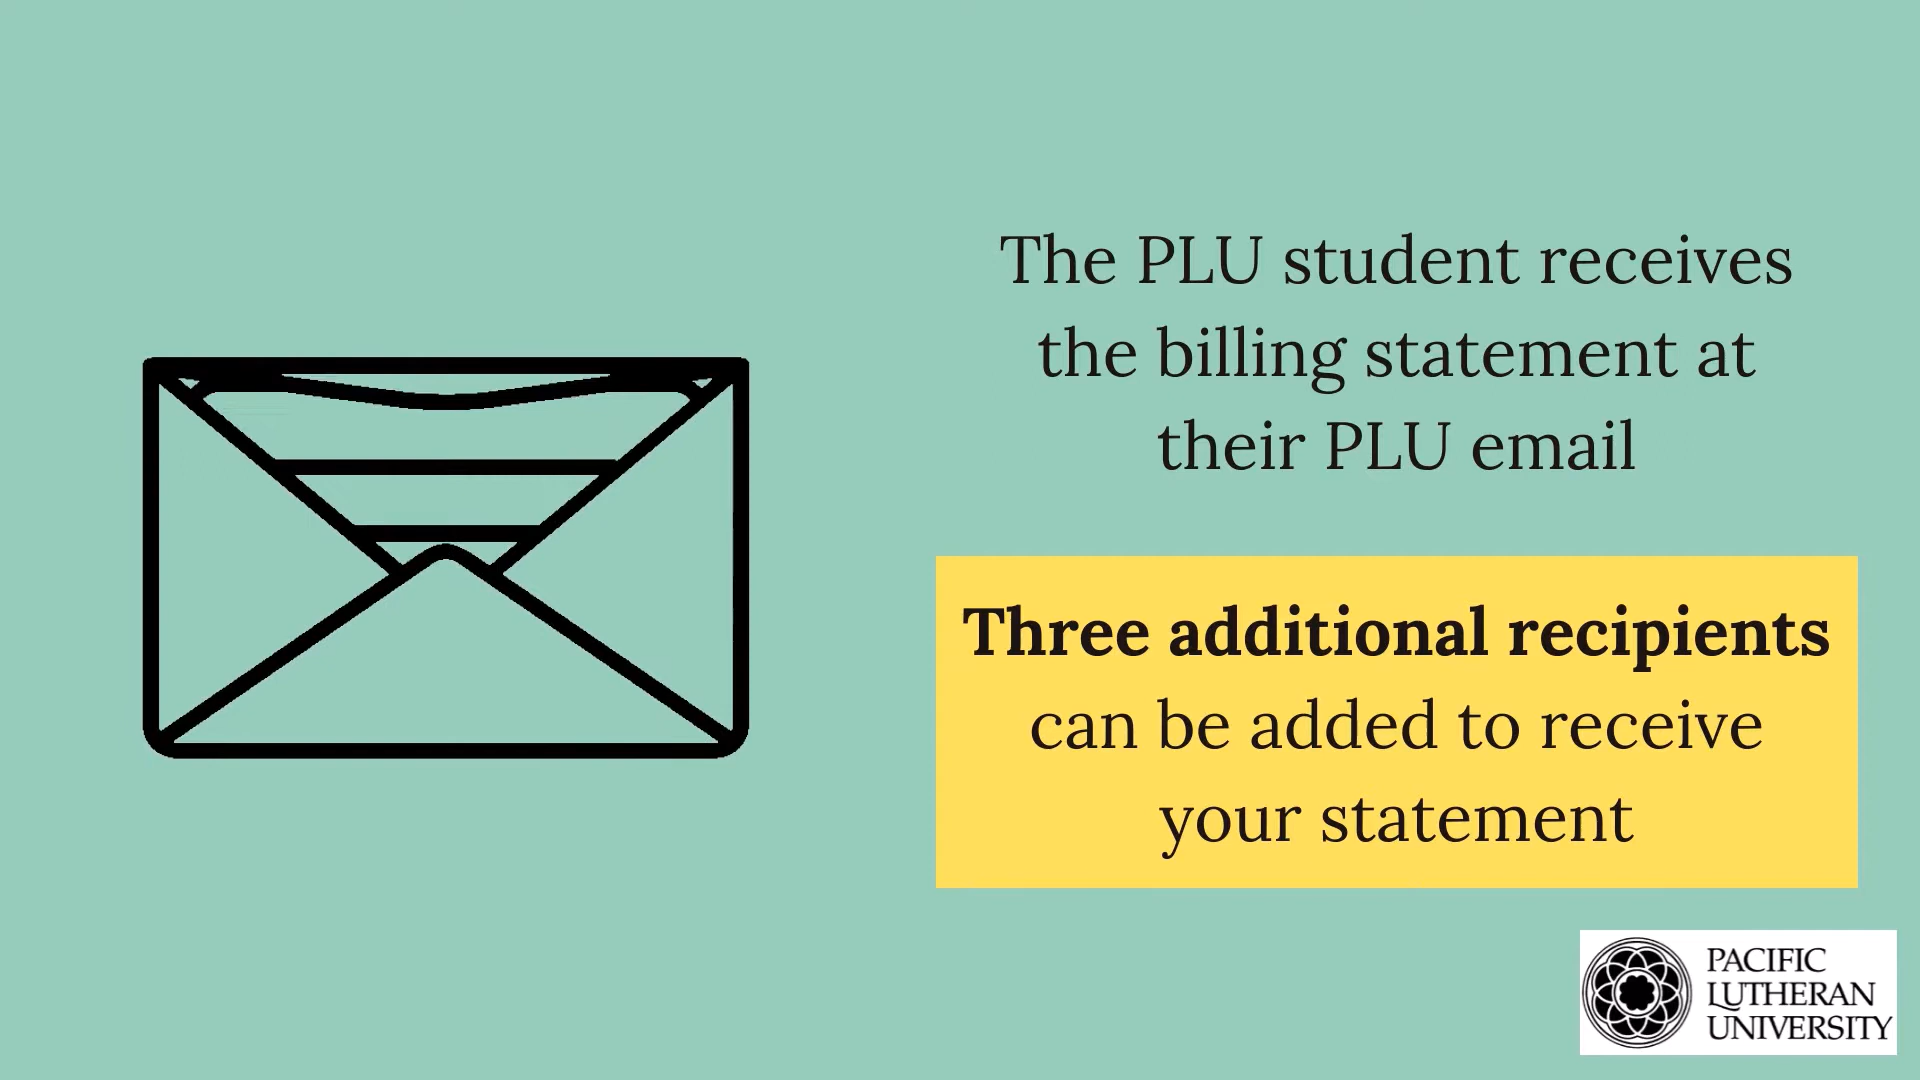 The PLU student receives
the billing statement at
their PLU email
Three additional recipients
can be added to receive
your statement
PACIFIC
LUTHERAN
UNIVERSITY